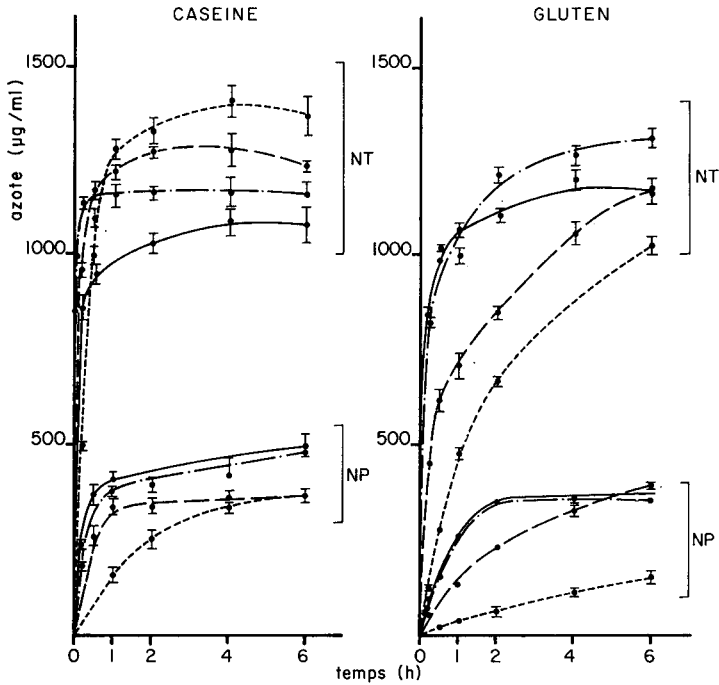 CASEINE
GLUTEN
azote (µg/ml)
1500
1000
500
NT
NP
0 1 2 4 6
1500
1000
500
NT
NP
0 1 2 4 6
temps (h)